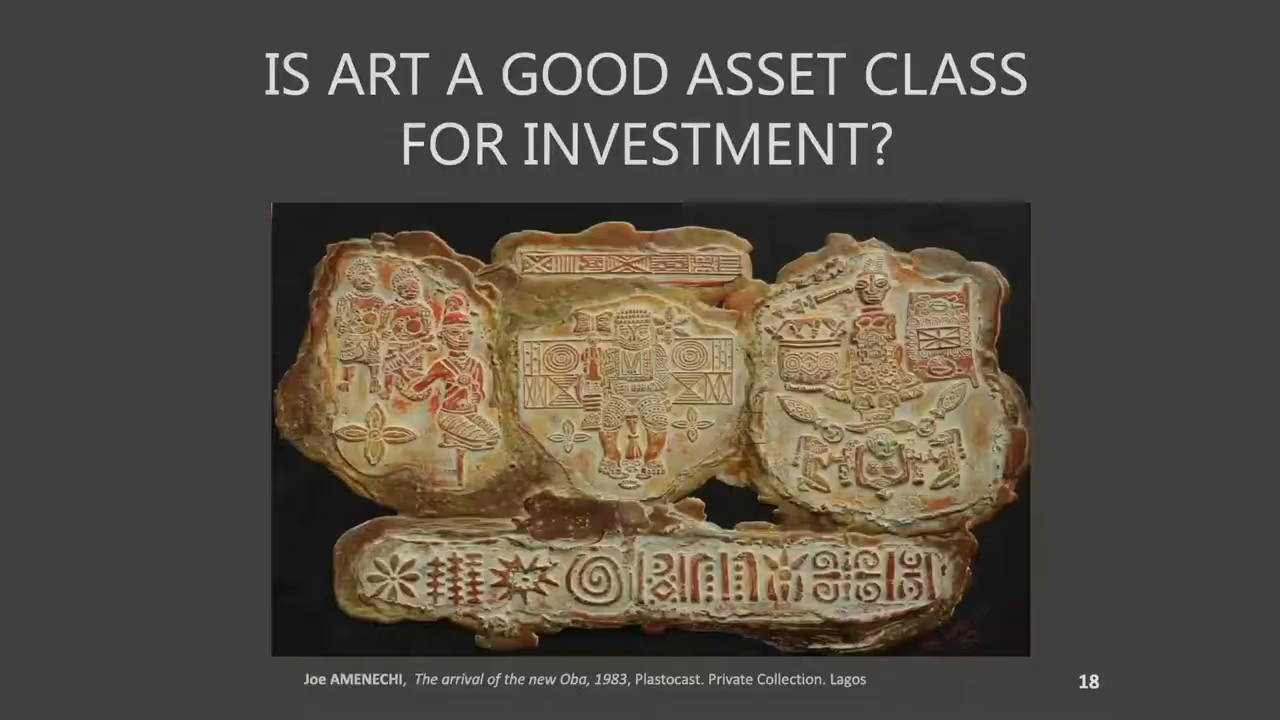 IS ART A GOOD ASSET CLASS
FOR INVESTMENT?
Joe AMENECHI, The arrival of the new Oba, 1983, Plastocast. Private Collection. Lagos
18